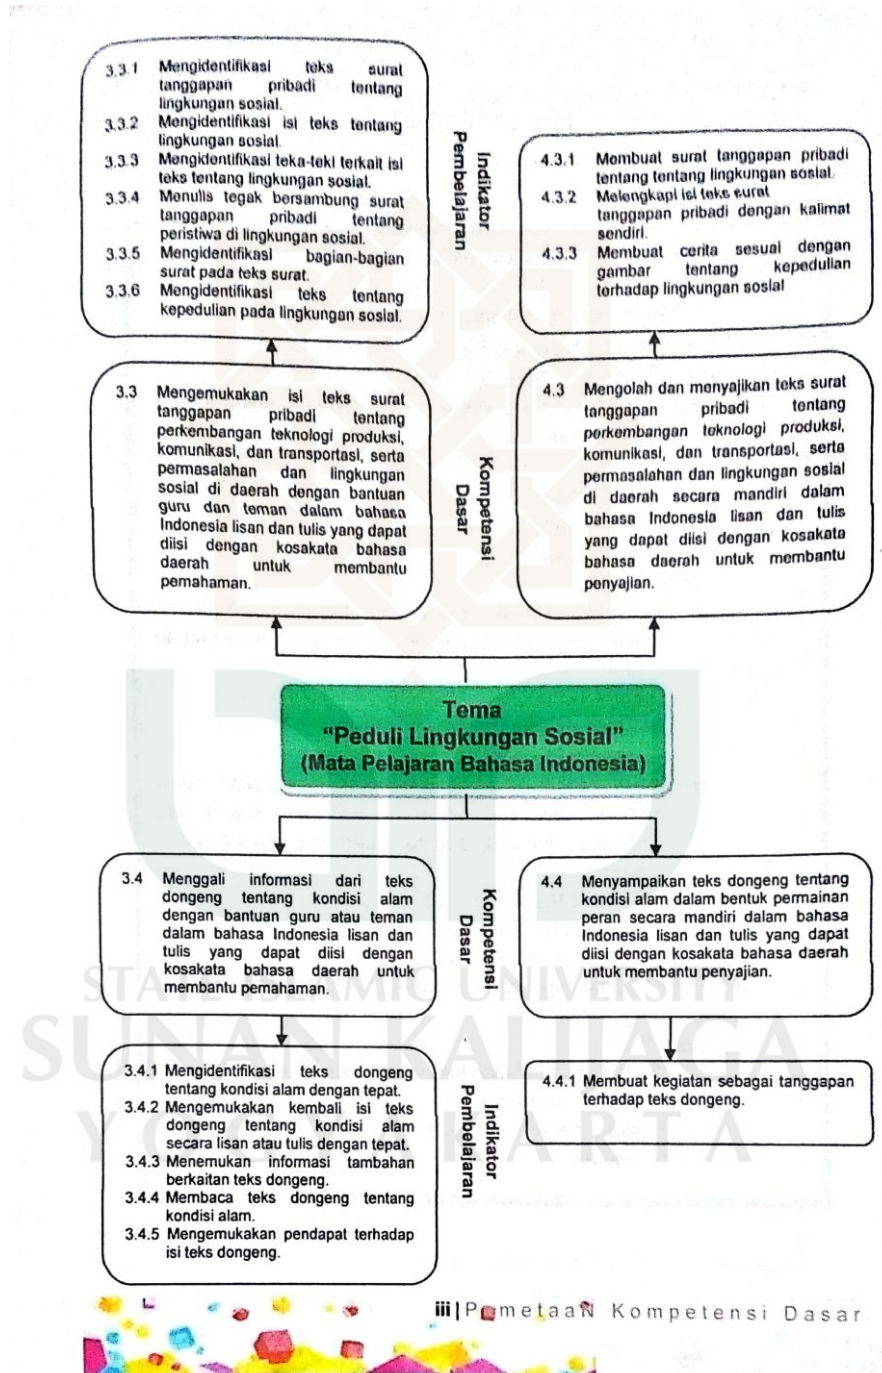 3.3.1 Mengidentifikasi teks surat
tanggapan pribadi tentang
lingkungan sosial.
3.3.2 Mengidentifikasi isi teks tentang
lingkungan sosial.
3.3.3 Mengidentifikasi teka-teki terkait isi
teks tentang lingkungan sosial.
3.3.4 Menulis tegak bersambung surat
tanggapan pribadi tentang
peristiwa di lingkungan sosial.
3.3.5 Mengidentifikasi bagian-bagian
surat pada teks surat.
3.3.6 Mengidentifikasi teks tentang
kepedulian pada lingkungan sosial.
Indikator
Pembelajaran
4.3.1 Membuat surat tanggapan pribadi
tentang tentang lingkungan sosial.
4.3.2 Melengkapi isi teks surat
tanggapan pribadi dengan kalimat
sendiri.
4.3.3 Membuat cerita sesuai dengan
gambar tentang kepedulian
terhadap lingkungan sosial
3.3 Mengemukakan isi teks surat
tanggapan pribadi tentang
perkembangan teknologi produksi,
komunikasi, dan transportasi, serta
permasalahan dan lingkungan
sosial di daerah dengan bantuan
guru dan teman dalam bahasa
Indonesia lisan dan tulis yang dapat
diisi dengan kosakata bahasa
daerah untuk membantu
pemahaman.
Kompetensi
Dasar
4.3 Mengolah dan menyajikan teks surat
tanggapan pribadi tentang
perkembangan teknologi produksi,
komunikasi, dan transportasi, serta
permasalahan dan lingkungan sosial
di daerah secara mandiri dalam
bahasa Indonesia lisan dan tulis
yang dapat diisi dengan kosakata
bahasa daerah untuk membantu
penyajian.
Tema
“Peduli Lingkungan Sosial”
(Mata Pelajaran Bahasa Indonesia)
3.4 Menggali informasi dari teks
dongeng tentang kondisi alam
dengan bantuan guru atau teman
dalam bahasa Indonesia lisan dan
tulis yang dapat diisi dengan
kosakata bahasa daerah untuk
membantu pemahaman.
Kompetensi
Dasar
4.4 Menyampaikan teks dongeng tentang
kondisi alam dalam bentuk permainan
peran secara mandiri dalam bahasa
Indonesia lisan dan tulis yang dapat
diisi dengan kosakata bahasa daerah
untuk membantu penyajian.
STATE ISLAMIC UNIVERSITY
SUNAN KALIJAGA
YOGYAKARTA
3.4.1 Mengidentifikasi teks dongeng
tentang kondisi alam dengan tepat.
3.4.2 Mengemukakan kembali isi teks
dongeng tentang kondisi alam
secara lisan atau tulis dengan tepat.
3.4.3 Menemukan informasi tambahan
berkaitan teks dongeng.
3.4.4 Membaca teks dongeng tentang
kondisi alam.
3.4.5 Mengemukakan pendapat terhadap
isi teks dongeng.
Indikator
Pembelajaran
4.4.1 Membuat kegiatan sebagai tanggapan
terhadap teks dongeng.
iii|PemetaaN Kompetensi Dasar